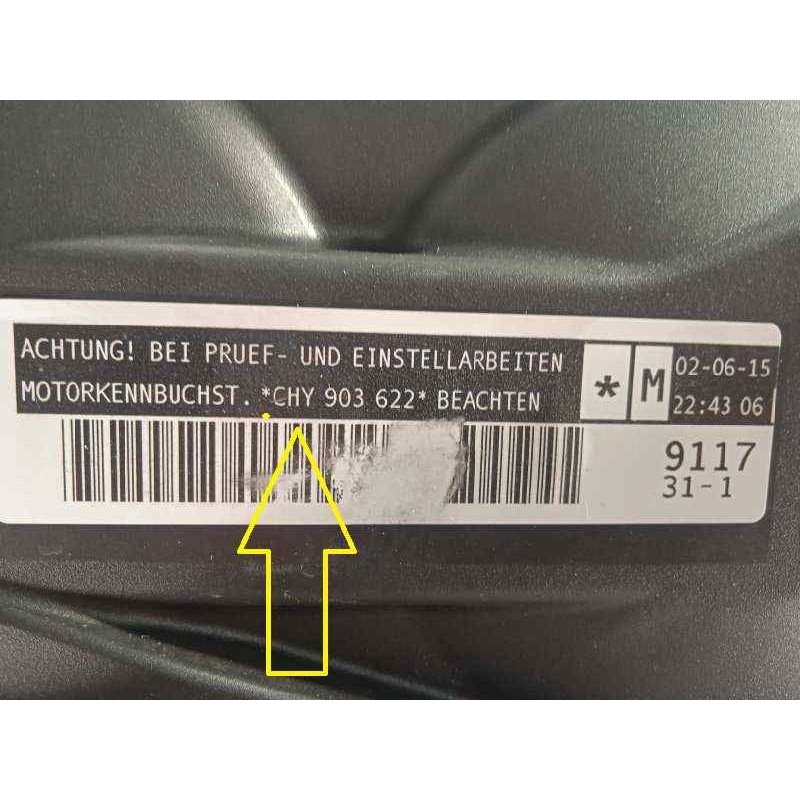 ACHTUNG! BEI PRUEF- UND EINSTELLARBEITEN
MOTORKENNBUCHST. *CHY 903 622* BEACHTEN
* M
02-06-15
22:43 06
9117
31-1